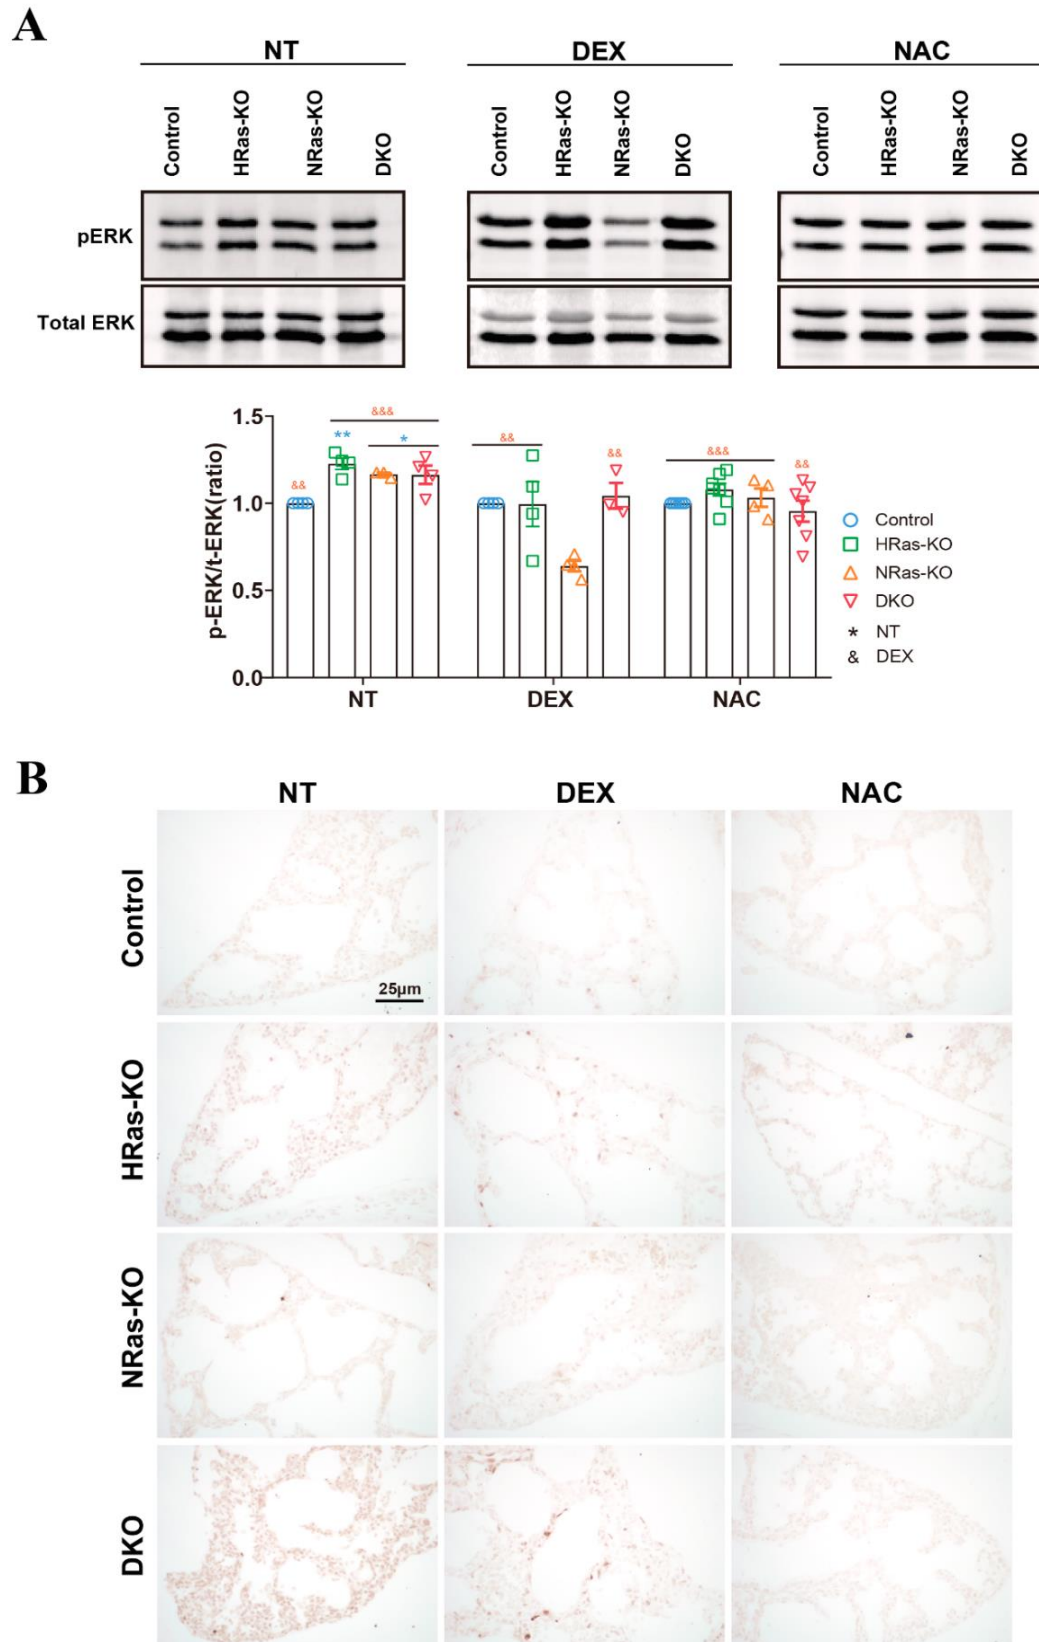 A
NT DEX NAC
Control HRas-KO NRas-KO DKO Control HRas-KO NRas-KO DKO Control HRas-KO NRas-KO DKO
pERK
Total ERK
p-ERK/t-ERK(ratio)
1.5
1.0
0.5
0.0
&& ** &&& * && && &&& &&
NT DEX NAC
Control
HRas-KO
NRas-KO
DKO
* NT
& DEX
B
NT DEX NAC
Control
25μm
HRas-KO
NRas-KO
DKO